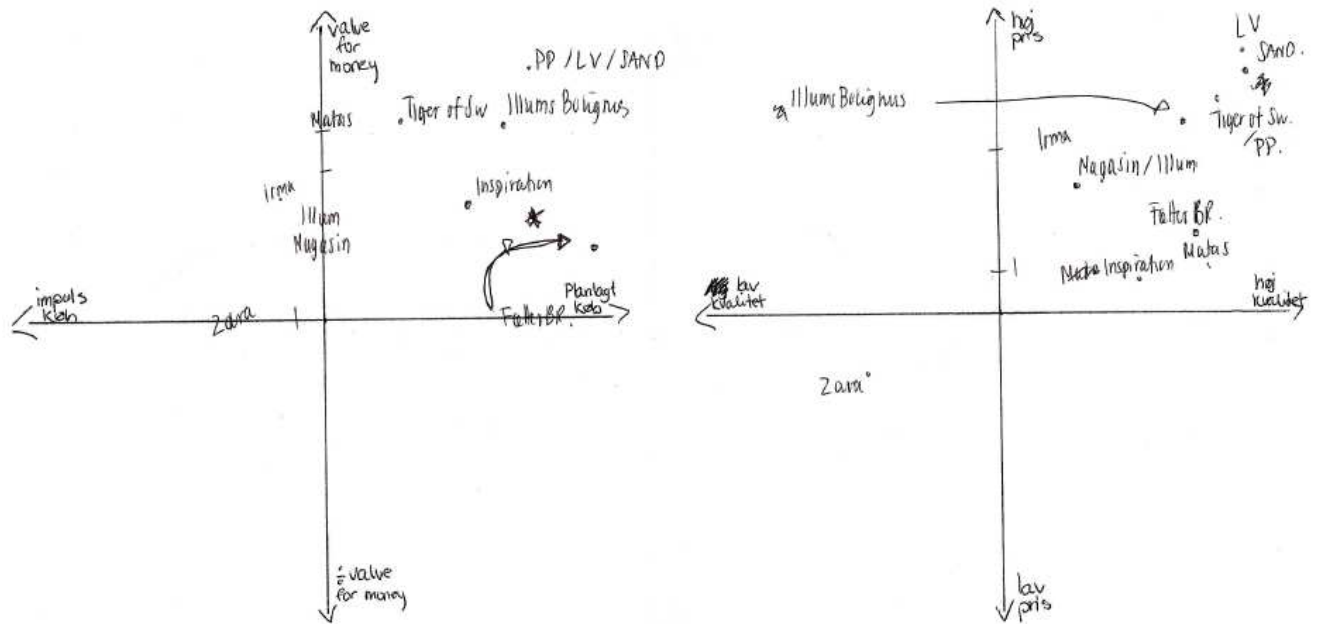 value
for
money
.PP / LV / SAND
Matas
Tiger of Sw
Illums Bolighus
irma
Inspiration
Illum
Magasin
impuls
køb
Planlagt
køb
Zara
Fætter BR.
÷ value
for money
høj
pris
LV
SAND.
Illums Bolighus
Tiger of Sw.
/PP.
Irma
Magasin / Illum
Fætter BR.
Matas
Inspiration
lav
kvalitet
høj
kvalitet
Zara
lav
pris